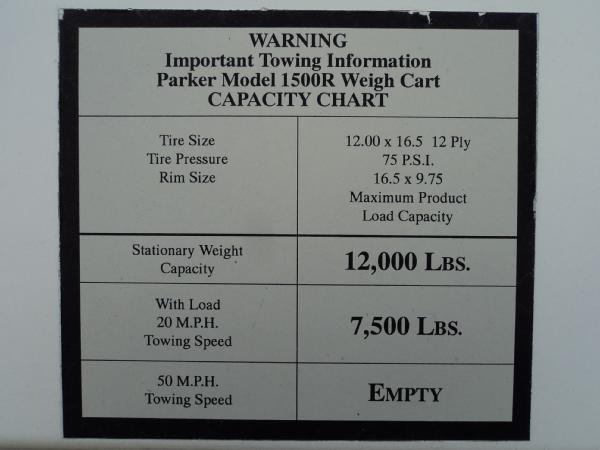 WARNING
Important Towing Information
Parker Model 1500R Weigh Cart
CAPACITY CHART
Tire Size
Tire Pressure
Rim Size
12.00 x 16.5 12 Ply
75 P.S.I.
16.5 x 9.75
Maximum Product
Load Capacity
Stationary Weight
Capacity
12,000 LBS.
With Load
20 M.P.H.
Towing Speed
7,500 LBS.
50 M.P.H.
Towing Speed
EMPTY